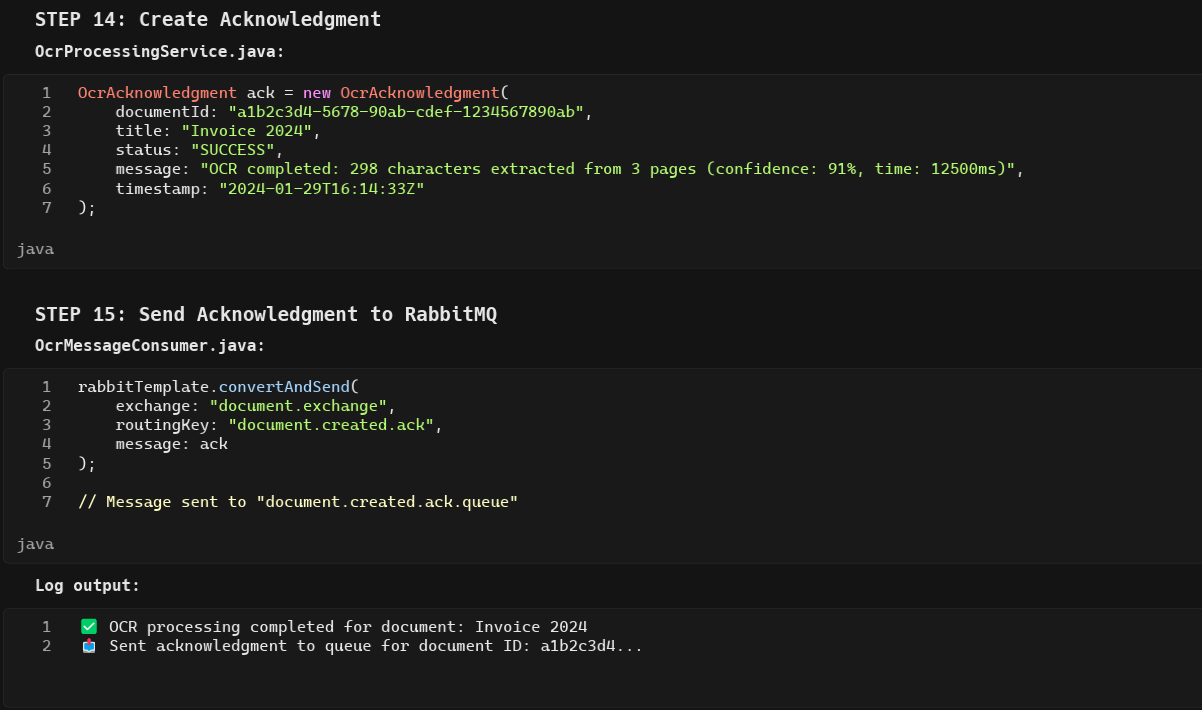 STEP 14: Create Acknowledgment
OcrProcessingService.java:
1 OcrAcknowledgment ack = new OcrAcknowledgment(
2 documentId: "a1b2c3d4-5678-90ab-cdef-1234567890ab",
3 title: "Invoice 2024",
4 status: "SUCCESS",
5 message: "OCR completed: 298 characters extracted from 3 pages (confidence: 91%, time: 12500ms)",
6 timestamp: "2024-01-29T16:14:33Z"
7 );
java
STEP 15: Send Acknowledgment to RabbitMQ
OcrMessageConsumer.java:
1 rabbitTemplate.convertAndSend(
2 exchange: "document.exchange",
3 routingKey: "document.created.ack",
4 message: ack
5 );
6
7 // Message sent to "document.created.ack.queue"
java
Log output:
1 ✅ OCR processing completed for document: Invoice 2024
2 📤 Sent acknowledgment to queue for document ID: a1b2c3d4...